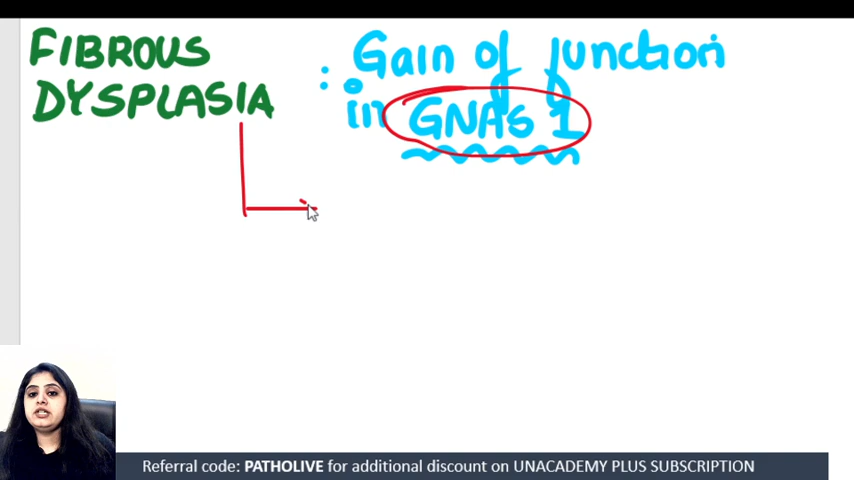 FIBROUS
DYSPLASIA
: Gain of function
in GNAS 1
Referral code: PATHOLIVE for additional discount on UNACADEMY PLUS SUBSCRIPTION